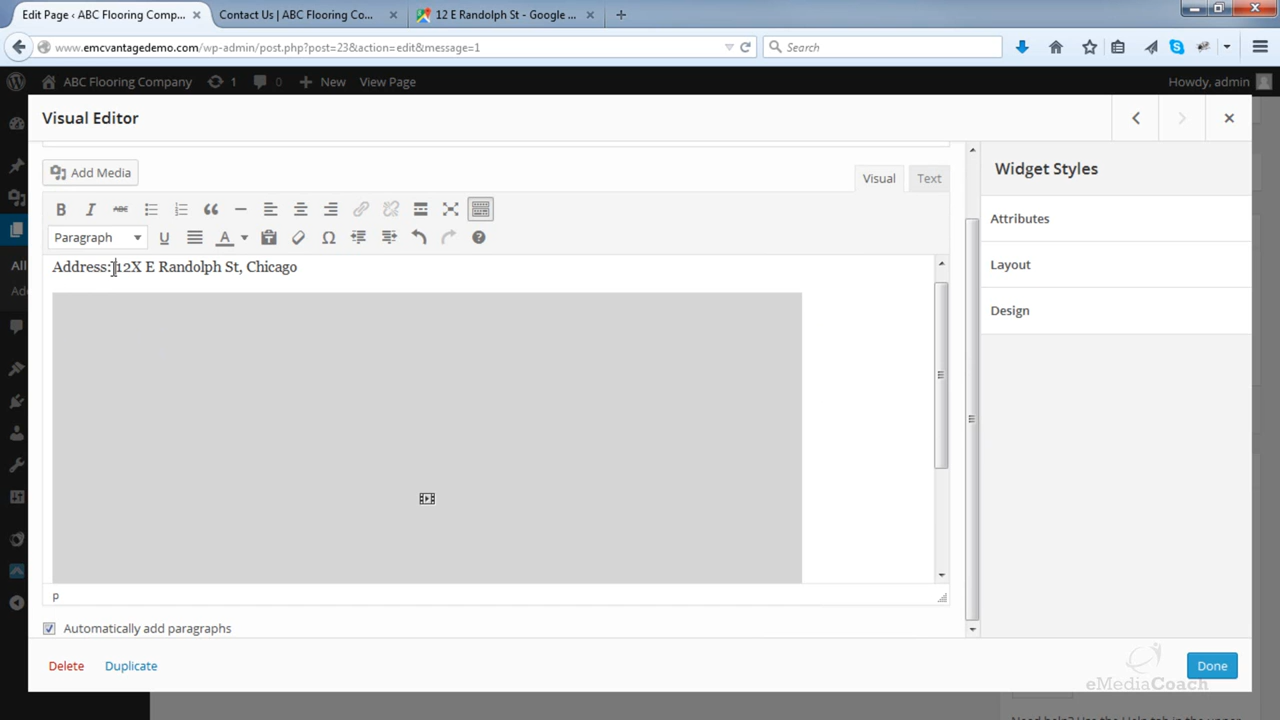 Edit Page ‹ ABC Flooring Comp...
Contact Us | ABC Flooring Co...
12 E Randolph St - Google ...
www.emcvantagedemo.com/wp-admin/post.php?post=23&action=edit&message=1
Search
ABC Flooring Company
1
0
New
View Page
Howdy, admin
Visual Editor
Add Media
Visual
Text
Widget Styles
Attributes
Layout
Design
ABC
Paragraph
Address: 12X E Randolph St, Chicago
All
Add
p
Automatically add paragraphs
Delete
Duplicate
Done
eMediaCoach